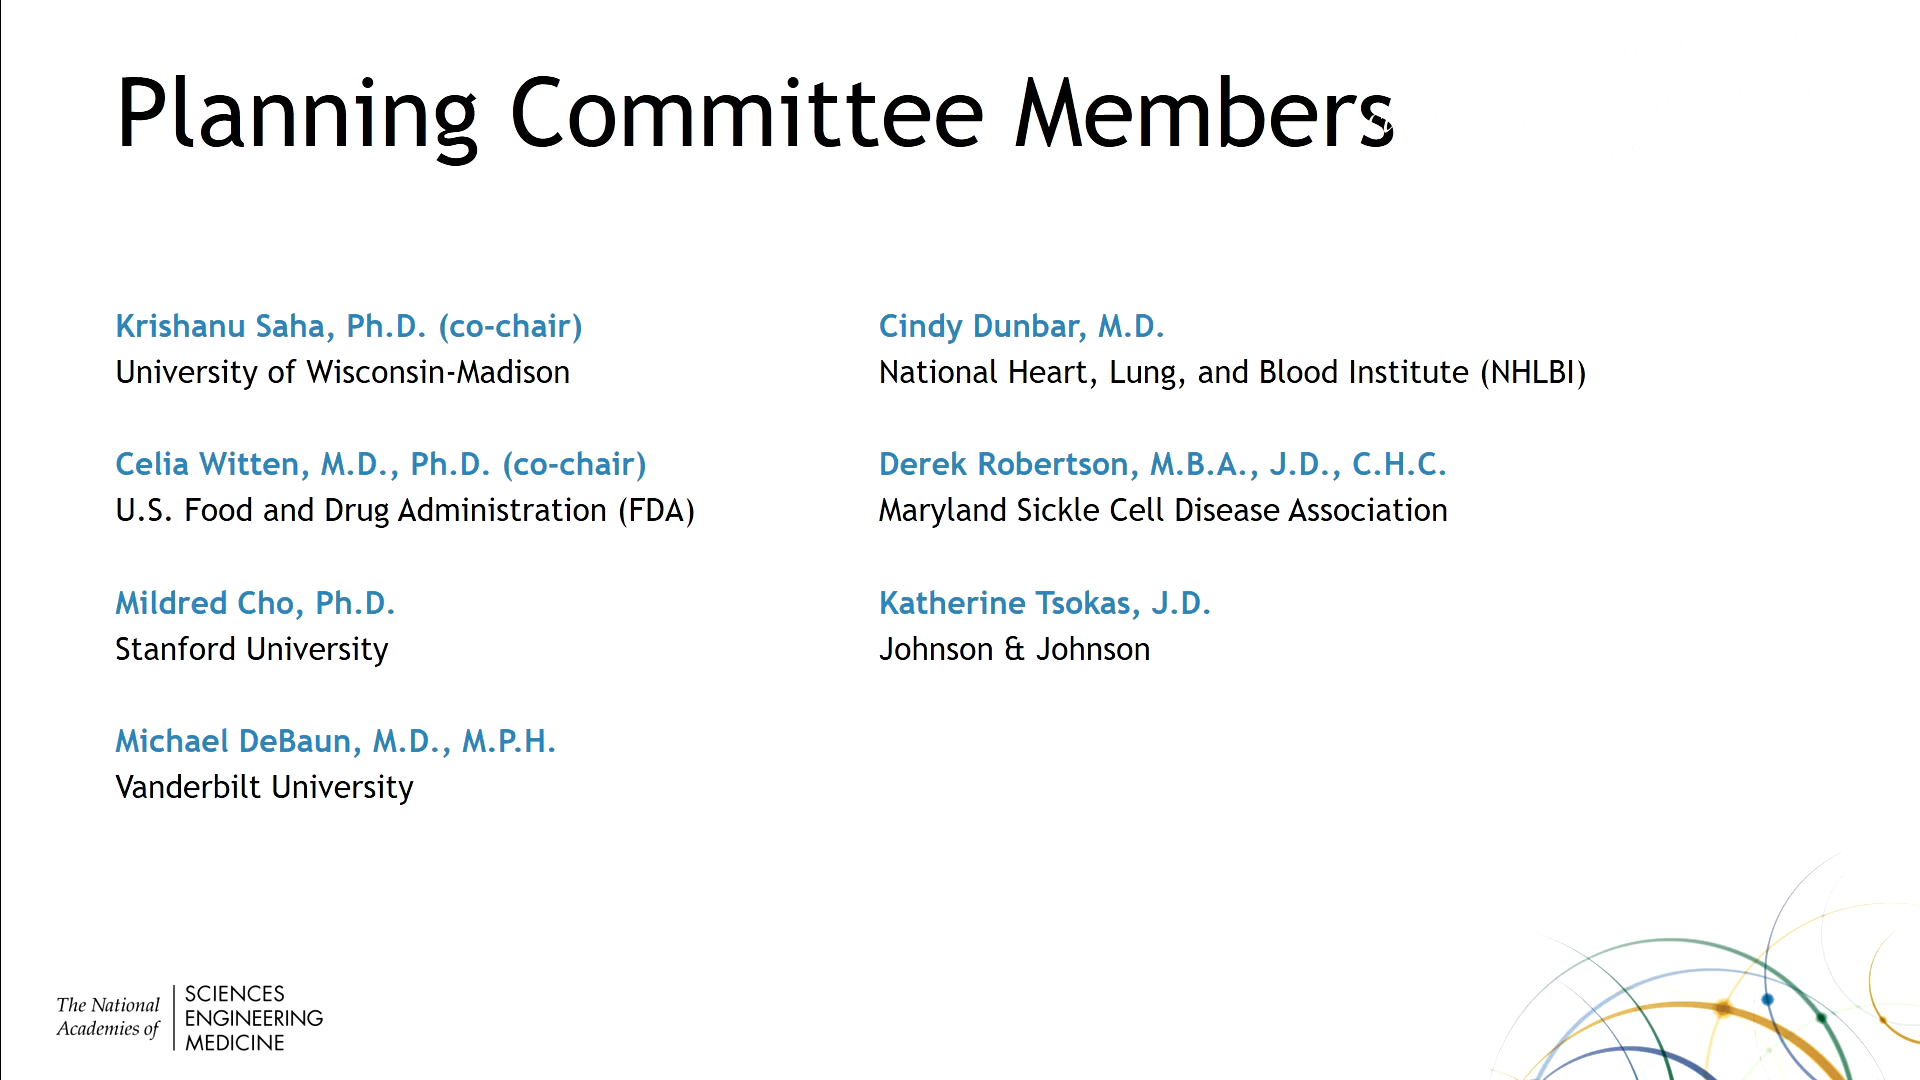 Planning Committee Members
Krishanu Saha, Ph.D. (co-chair)
University of Wisconsin-Madison
Celia Witten, M.D., Ph.D. (co-chair)
U.S. Food and Drug Administration (FDA)
Mildred Cho, Ph.D.
Stanford University
Michael DeBaun, M.D., M.P.H.
Vanderbilt University
Cindy Dunbar, M.D.
National Heart, Lung, and Blood Institute (NHLBI)
Derek Robertson, M.B.A., J.D., C.H.C.
Maryland Sickle Cell Disease Association
Katherine Tsokas, J.D.
Johnson & Johnson
The National
Academies of
SCIENCES
ENGINEERING
MEDICINE